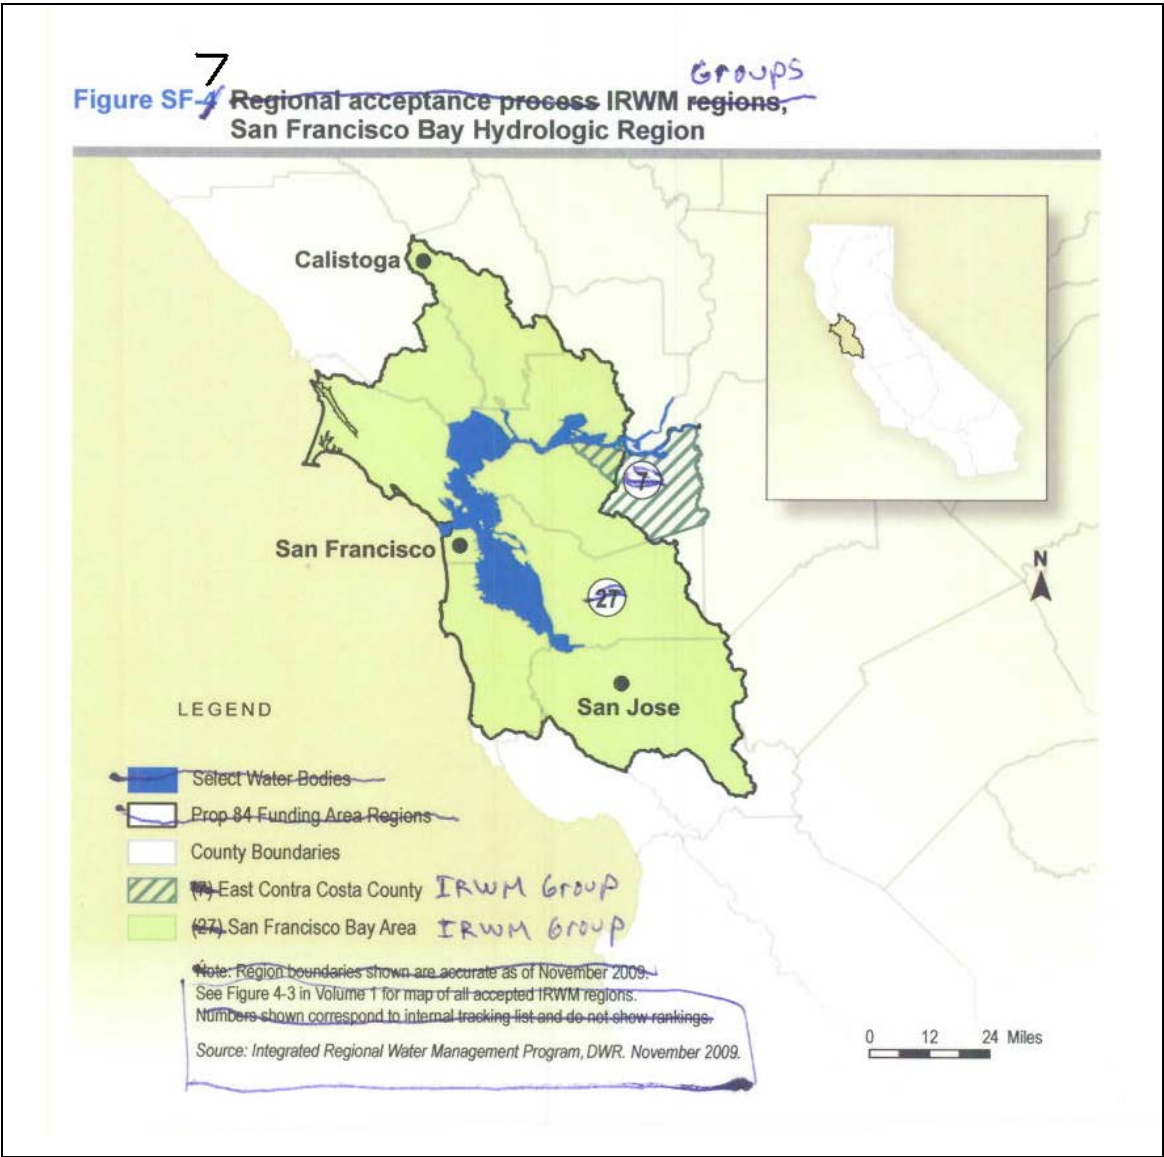 7
GROUPS
Figure SF-4 Regional acceptance process IRWM regions,
San Francisco Bay Hydrologic Region
Calistoga
7
San Francisco
27
N
San Jose
LEGEND
Select Water Bodies
Prop 84 Funding Area Regions
County Boundaries
(7) East Contra Costa County IRWM Group
(27) San Francisco Bay Area IRWM Group
Note: Region boundaries shown are accurate as of November 2009.
See Figure 4-3 in Volume 1 for map of all accepted IRWM regions.
Numbers shown correspond to internal tracking list and do not show rankings.
Source: Integrated Regional Water Management Program, DWR. November 2009.
0 12 24 Miles